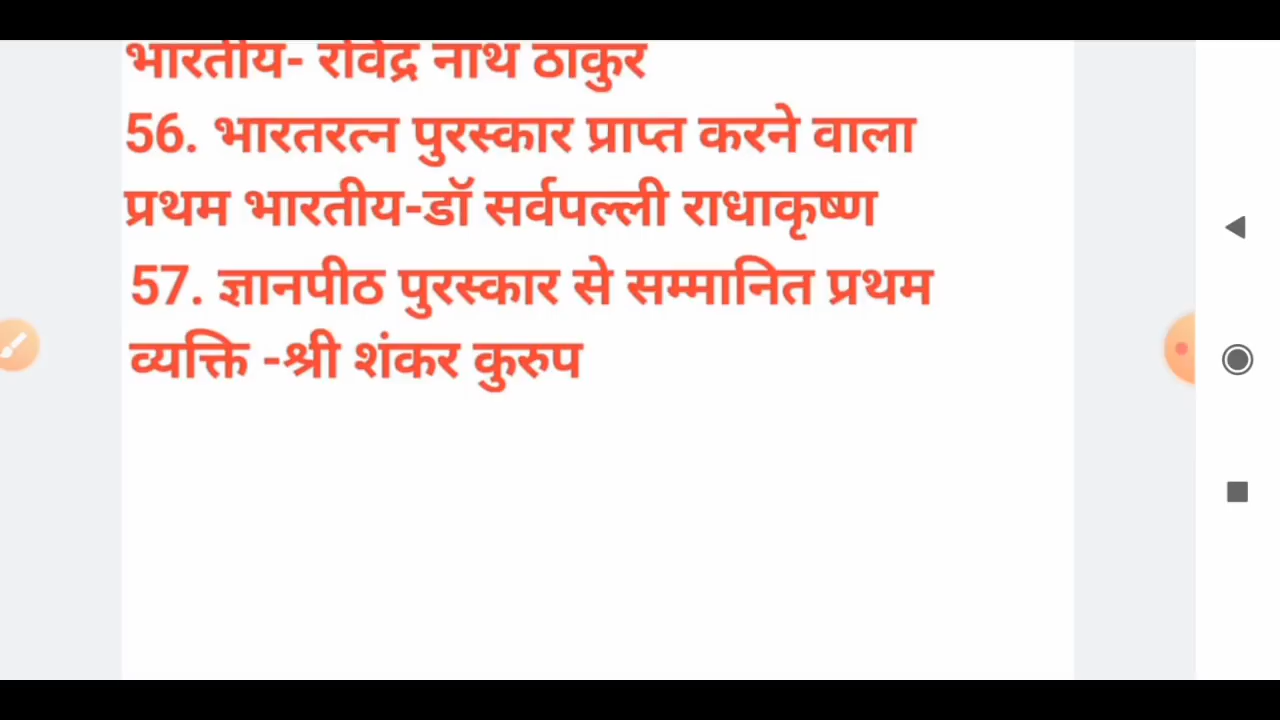 भारतीय- रविंद्र नाथ ठाकुर
56. भारतरत्न पुरस्कार प्राप्त करने वाला
प्रथम भारतीय-डॉ सर्वपल्ली राधाकृष्ण
57. ज्ञानपीठ पुरस्कार से सम्मानित प्रथम
व्यक्ति -श्री शंकर कुरुप